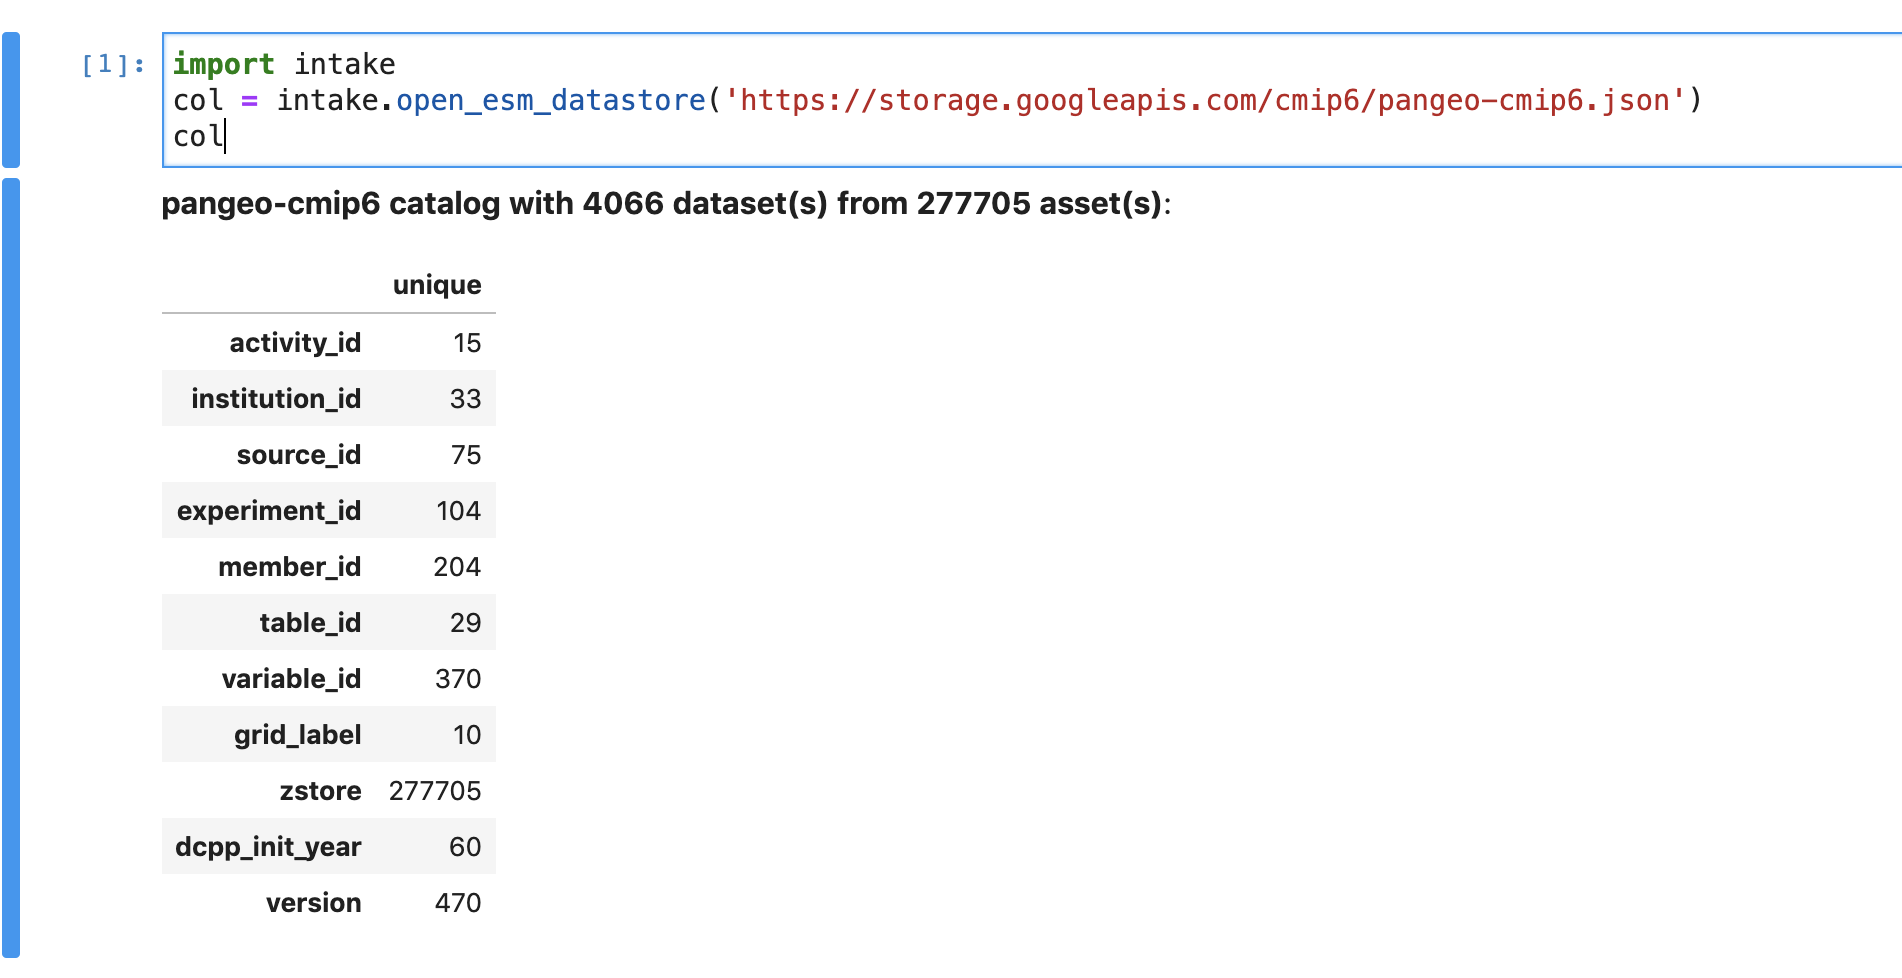 [1]:
import intake
col = intake.open_esm_datastore('https://storage.googleapis.com/cmip6/pangeo-cmip6.json')
col
pangeo-cmip6 catalog with 4066 dataset(s) from 277705 asset(s):
unique
activity_id 15
institution_id 33
source_id 75
experiment_id 104
member_id 204
table_id 29
variable_id 370
grid_label 10
zstore 277705
dcpp_init_year 60
version 470